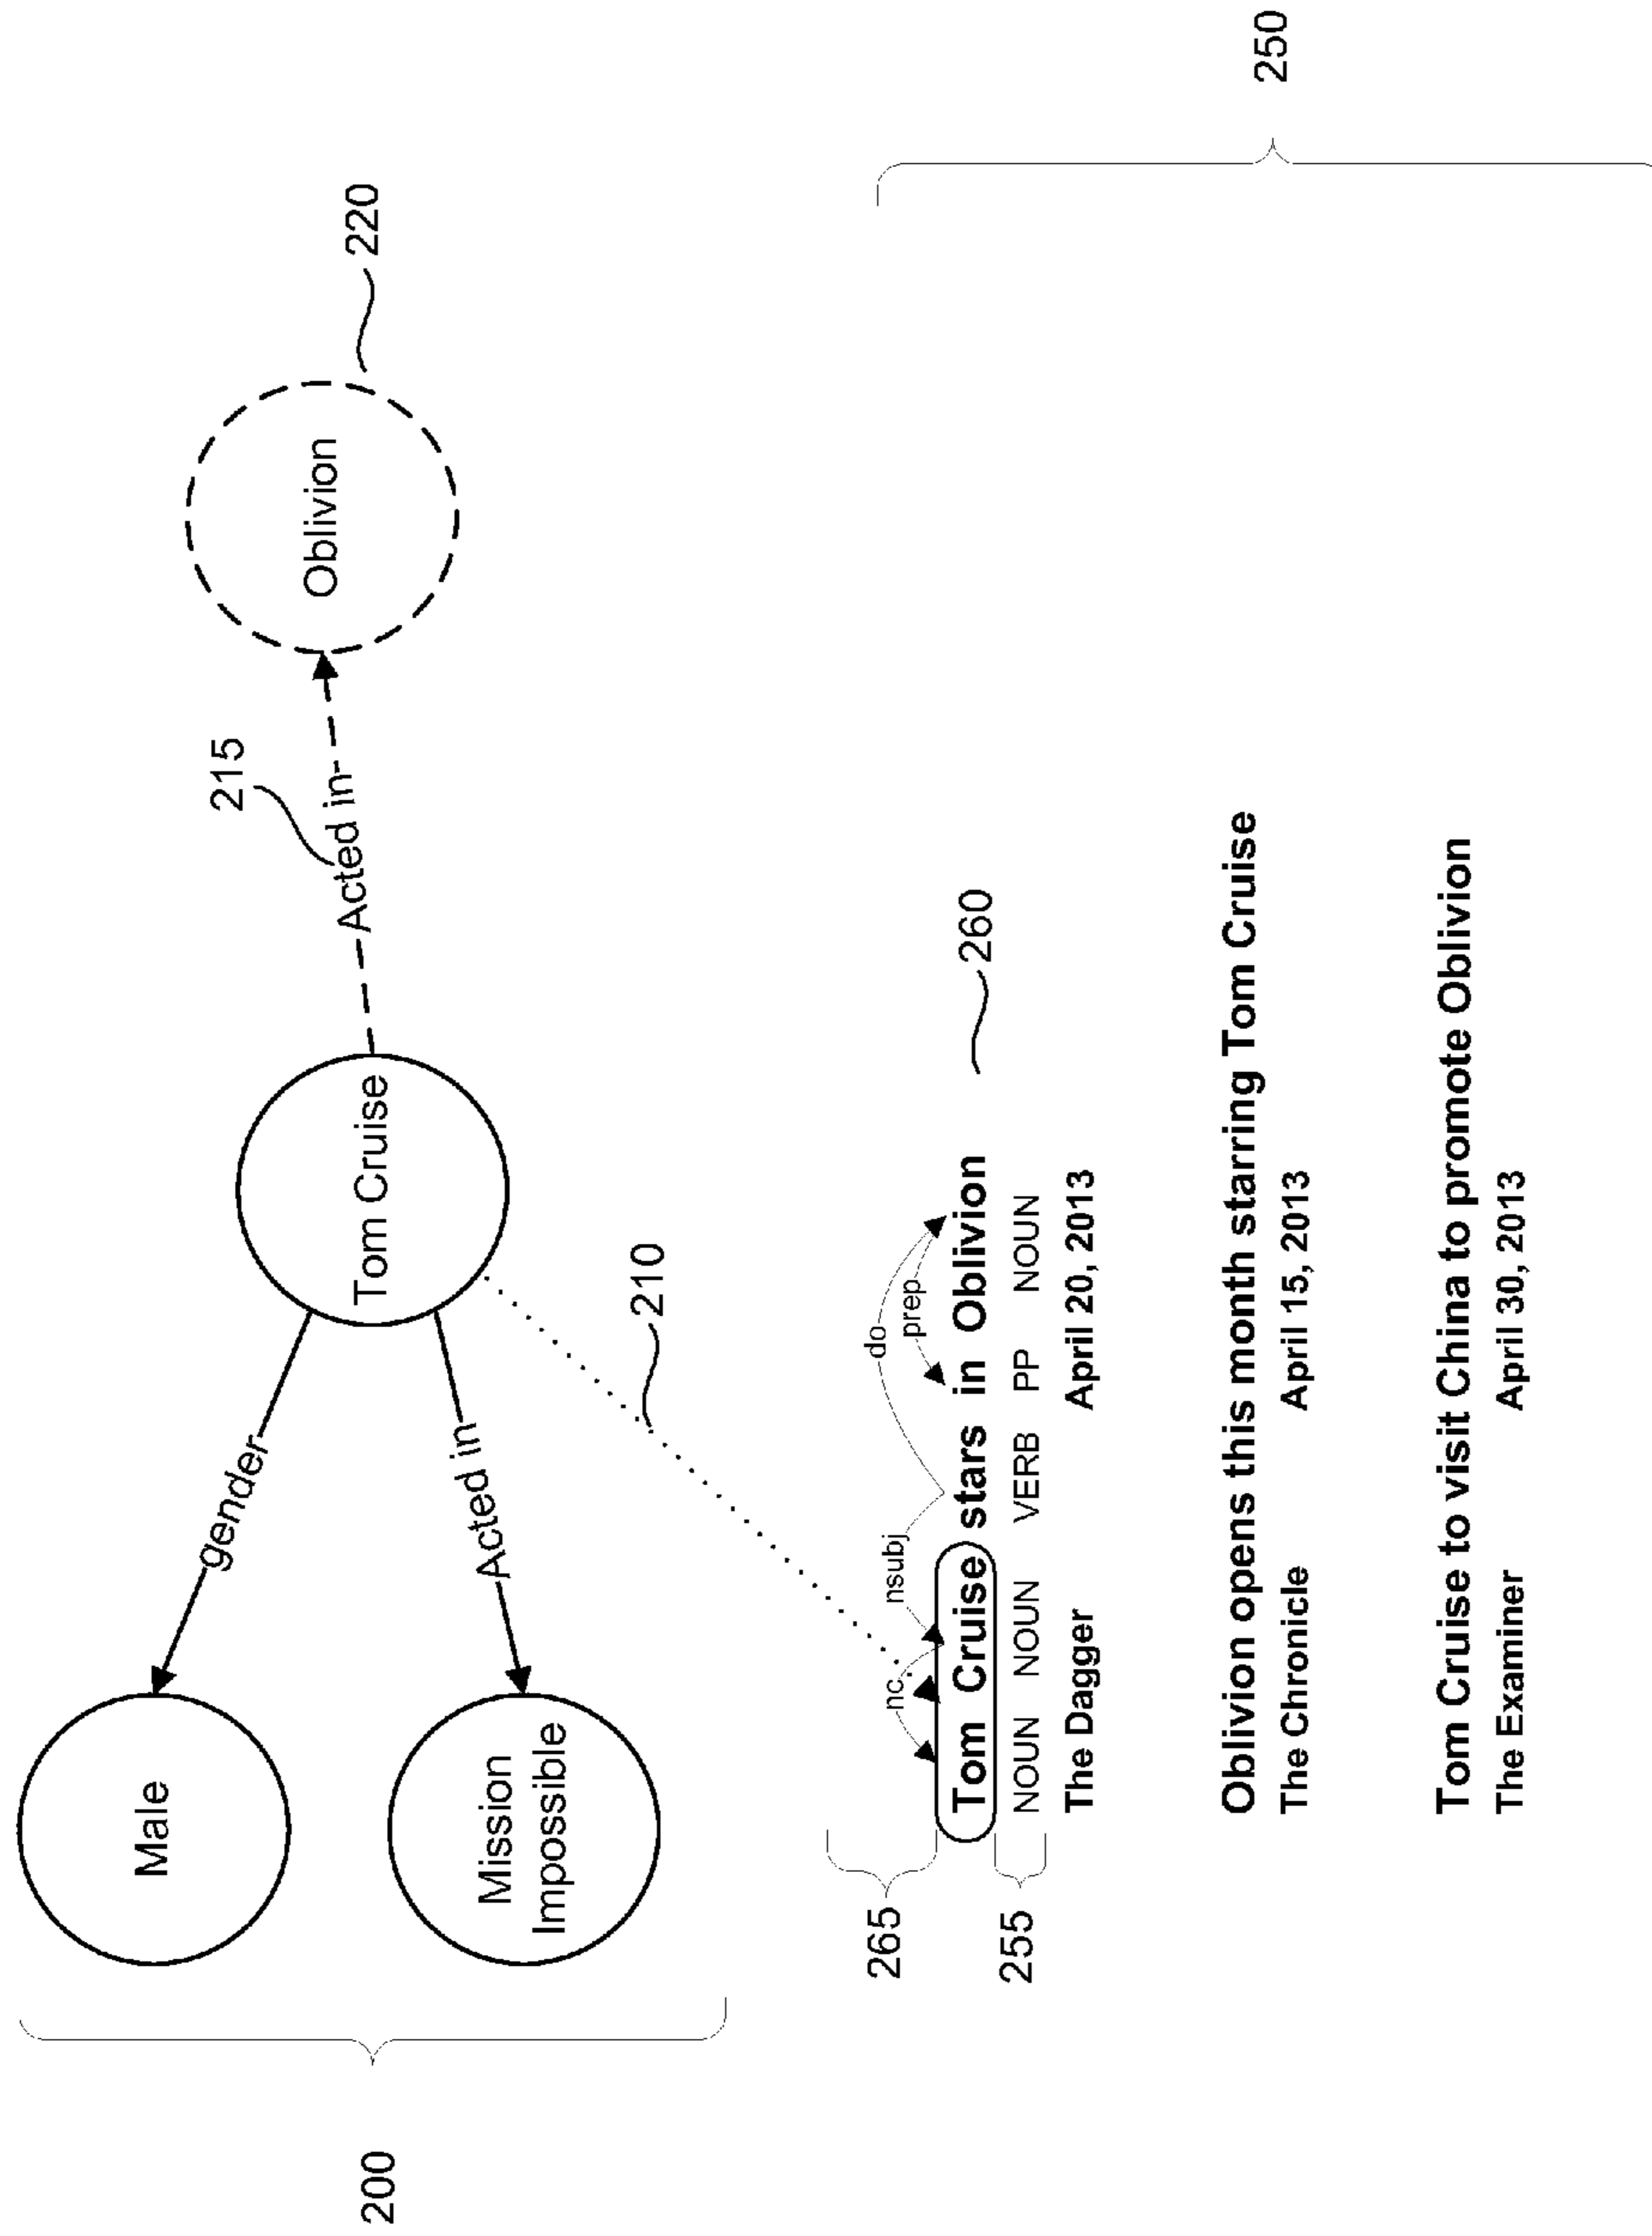 200
Male
gender
Mission
Impossible
Acted in
Tom Cruise
215
Acted in
Oblivion
220
210
265
nc
nsubj
do
prep
Tom Cruise stars in Oblivion
260
255
NOUN NOUN VERB PP NOUN
The Dagger April 20, 2013
Oblivion opens this month starring Tom Cruise
The Chronicle April 15, 2013
Tom Cruise to visit China to promote Oblivion
The Examiner April 30, 2013
250